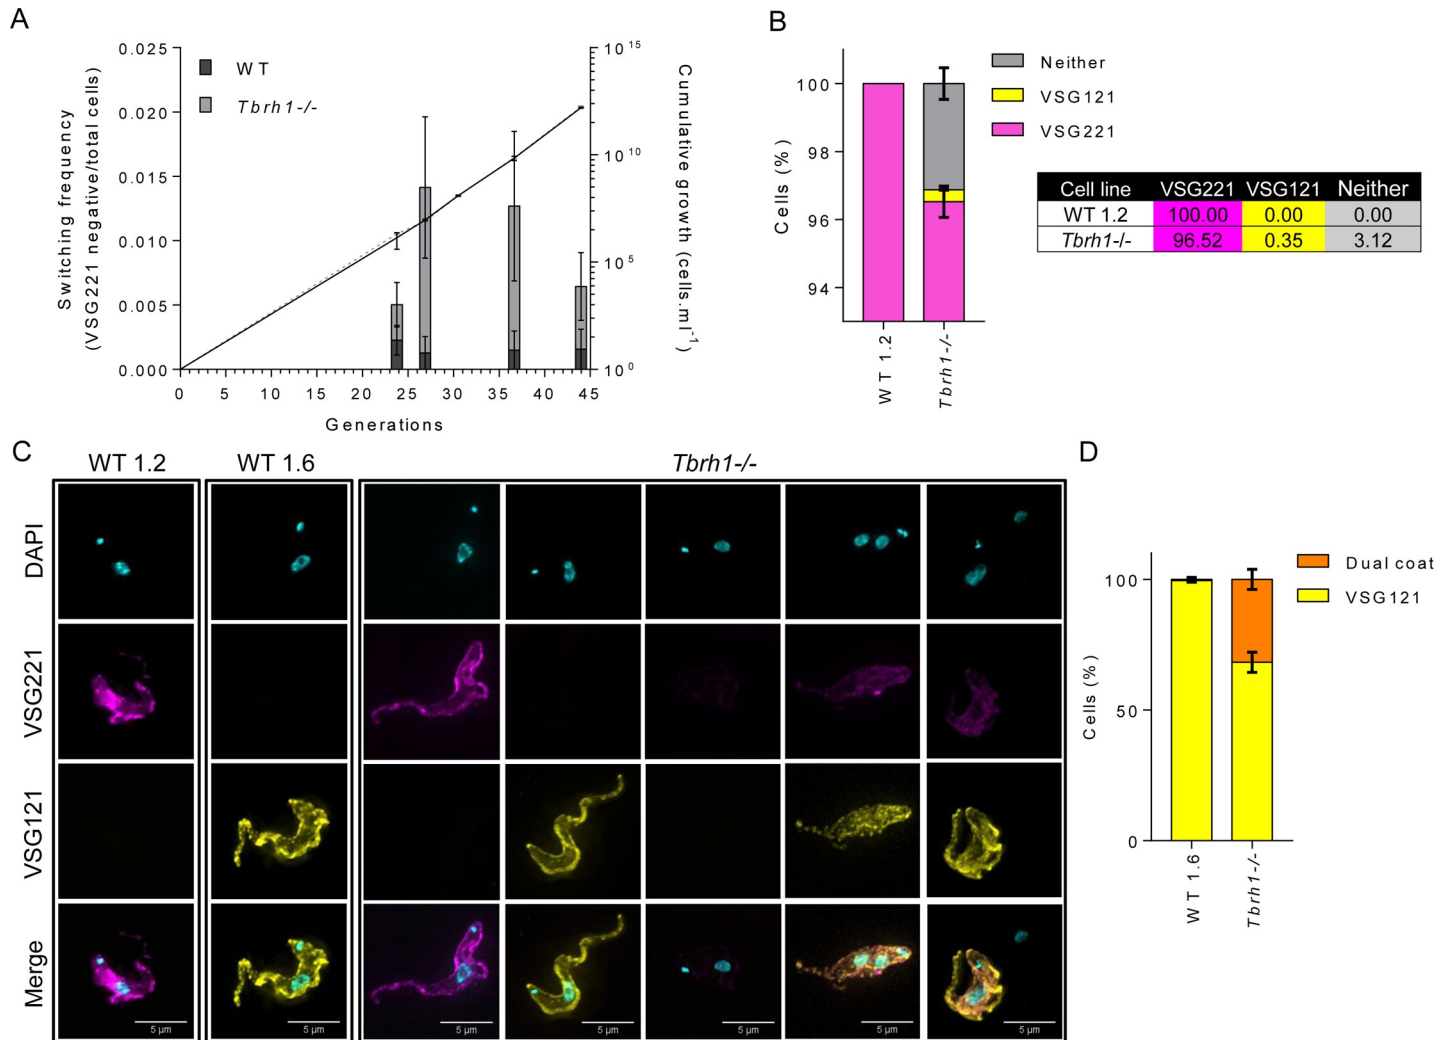 A
Switching frequency
(VSG221 negative/total cells)
0.025
0.020
0.015
0.010
0.005
0.000
WT
Tbrh1-/-
10^15
10^10
10^5
10^0
Cumulative growth (cells.ml^-1)
0 5 10 15 20 25 30 35 40 45
Generations
B
Cells (%)
100
98
96
94
WT 1.2
Tbrh1-/-
Neither
VSG121
VSG221
Cell line VSG221 VSG121 Neither
WT 1.2 100.00 0.00 0.00
Tbrh1-/- 96.52 0.35 3.12
C
WT 1.2 WT 1.6 Tbrh1-/-
DAPI
VSG221
VSG121
Merge
5 µm 5 µm 5 µm 5 µm 5 µm 5 µm 5 µm
D
Cells (%)
100
50
0
WT 1.6
Tbrh1-/-
Dual coat
VSG121